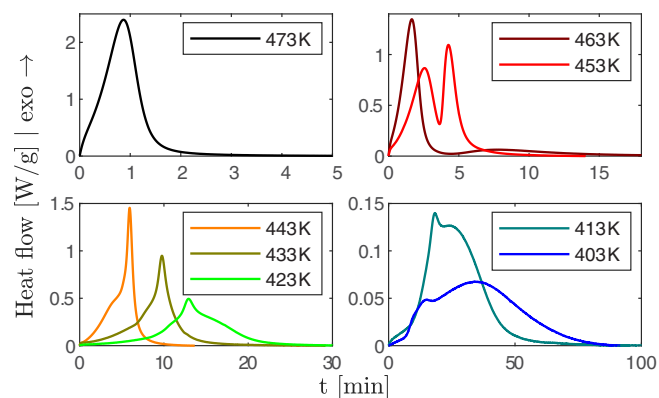 Heat flow [W/g] | exo →
2
1
0
0 1 2 3 4 5
473K
1
0.5
0
0 5 10 15
463K
453K
1.5
1
0.5
0
0 10 20 30
443K
433K
423K
0.15
0.1
0.05
0
0 50 100
413K
403K
t [min]